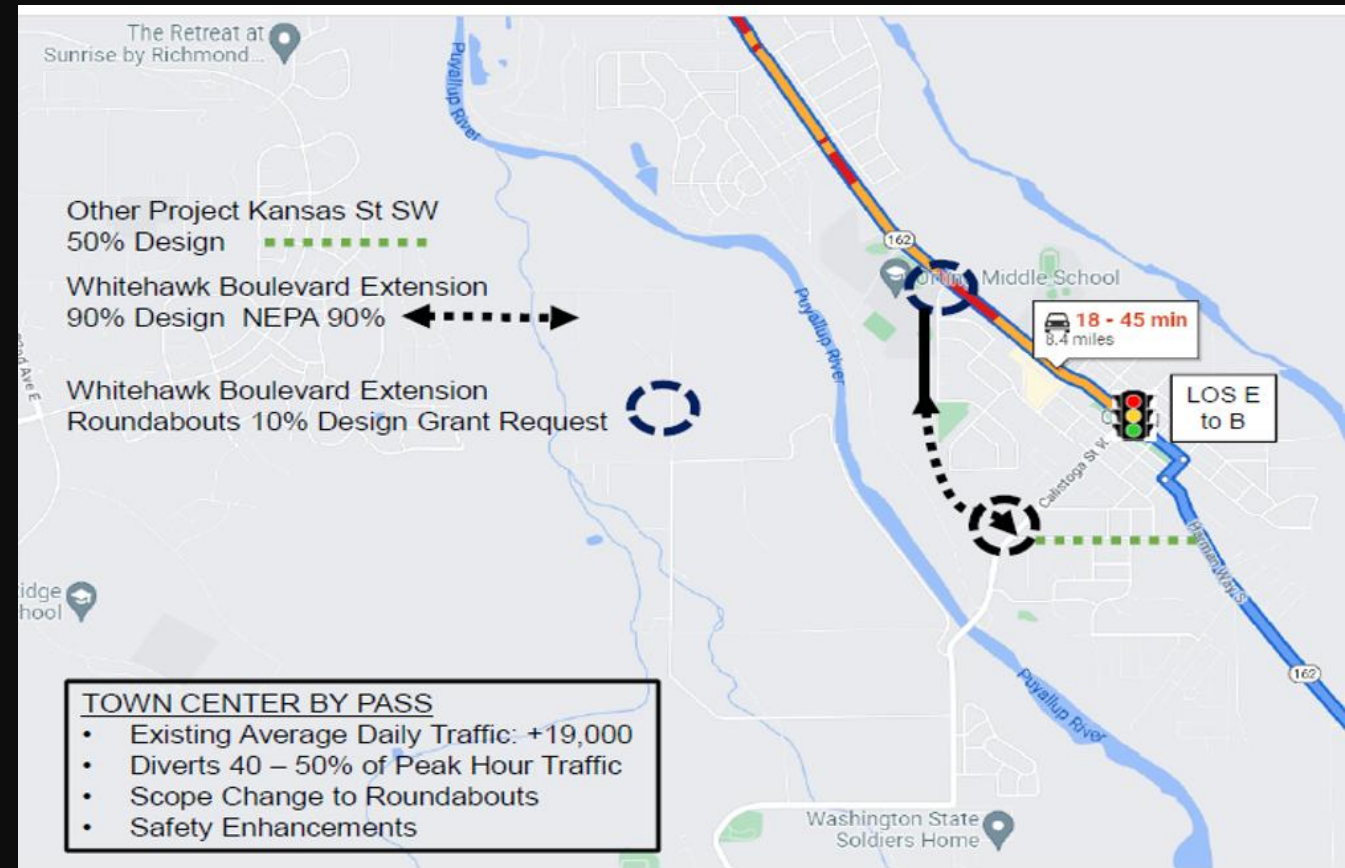 The Retreat at
Sunrise by Richmond...
Puyallup River
Other Project Kansas St SW
50% Design
Whitehawk Boulevard Extension
90% Design NEPA 90%
Whitehawk Boulevard Extension
Roundabouts 10% Design Grant Request
162
Middle School
Puyallup River
18 - 45 min
8.4 miles
LOS E
to B
Calistoga St W
Harman Way S
162
Puyallup River
Ave E
idge
hool
TOWN CENTER BY PASS
• Existing Average Daily Traffic: +19,000
• Diverts 40 – 50% of Peak Hour Traffic
• Scope Change to Roundabouts
• Safety Enhancements
Washington State
Soldiers Home